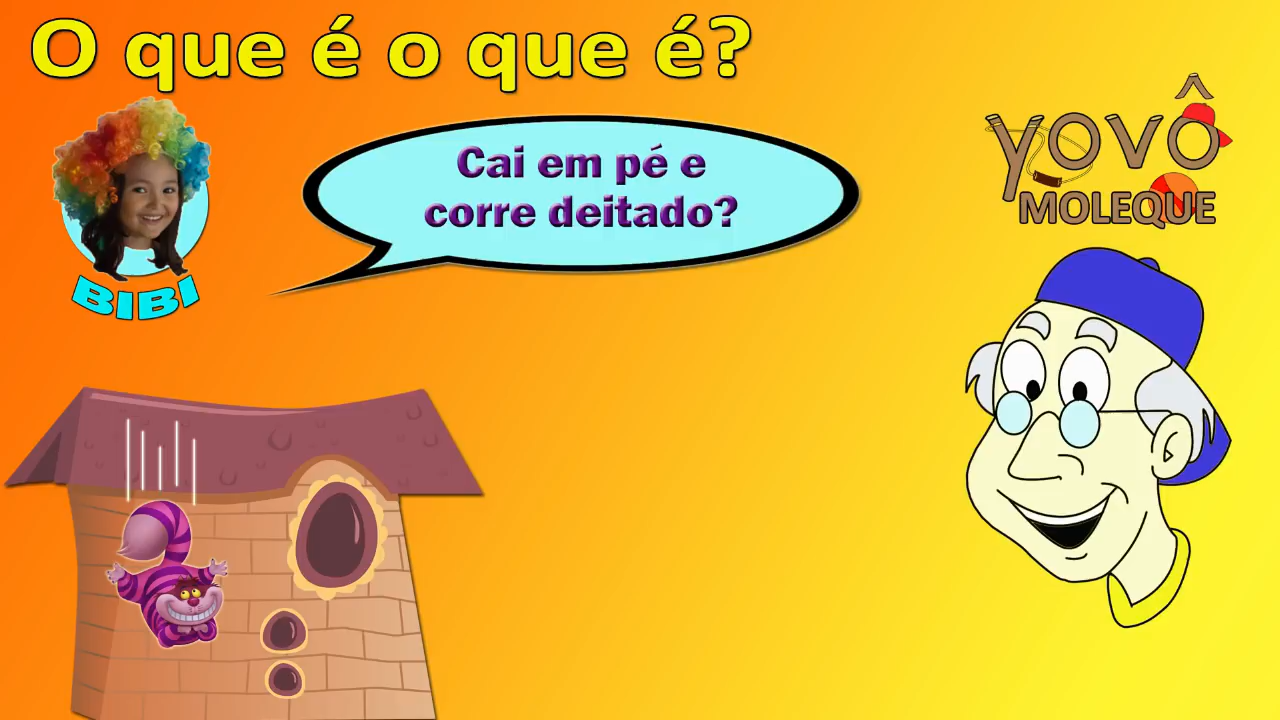 O que é o que é?
Cai em pé e
corre deitado?
BIBI
yovô
MOLEQUE